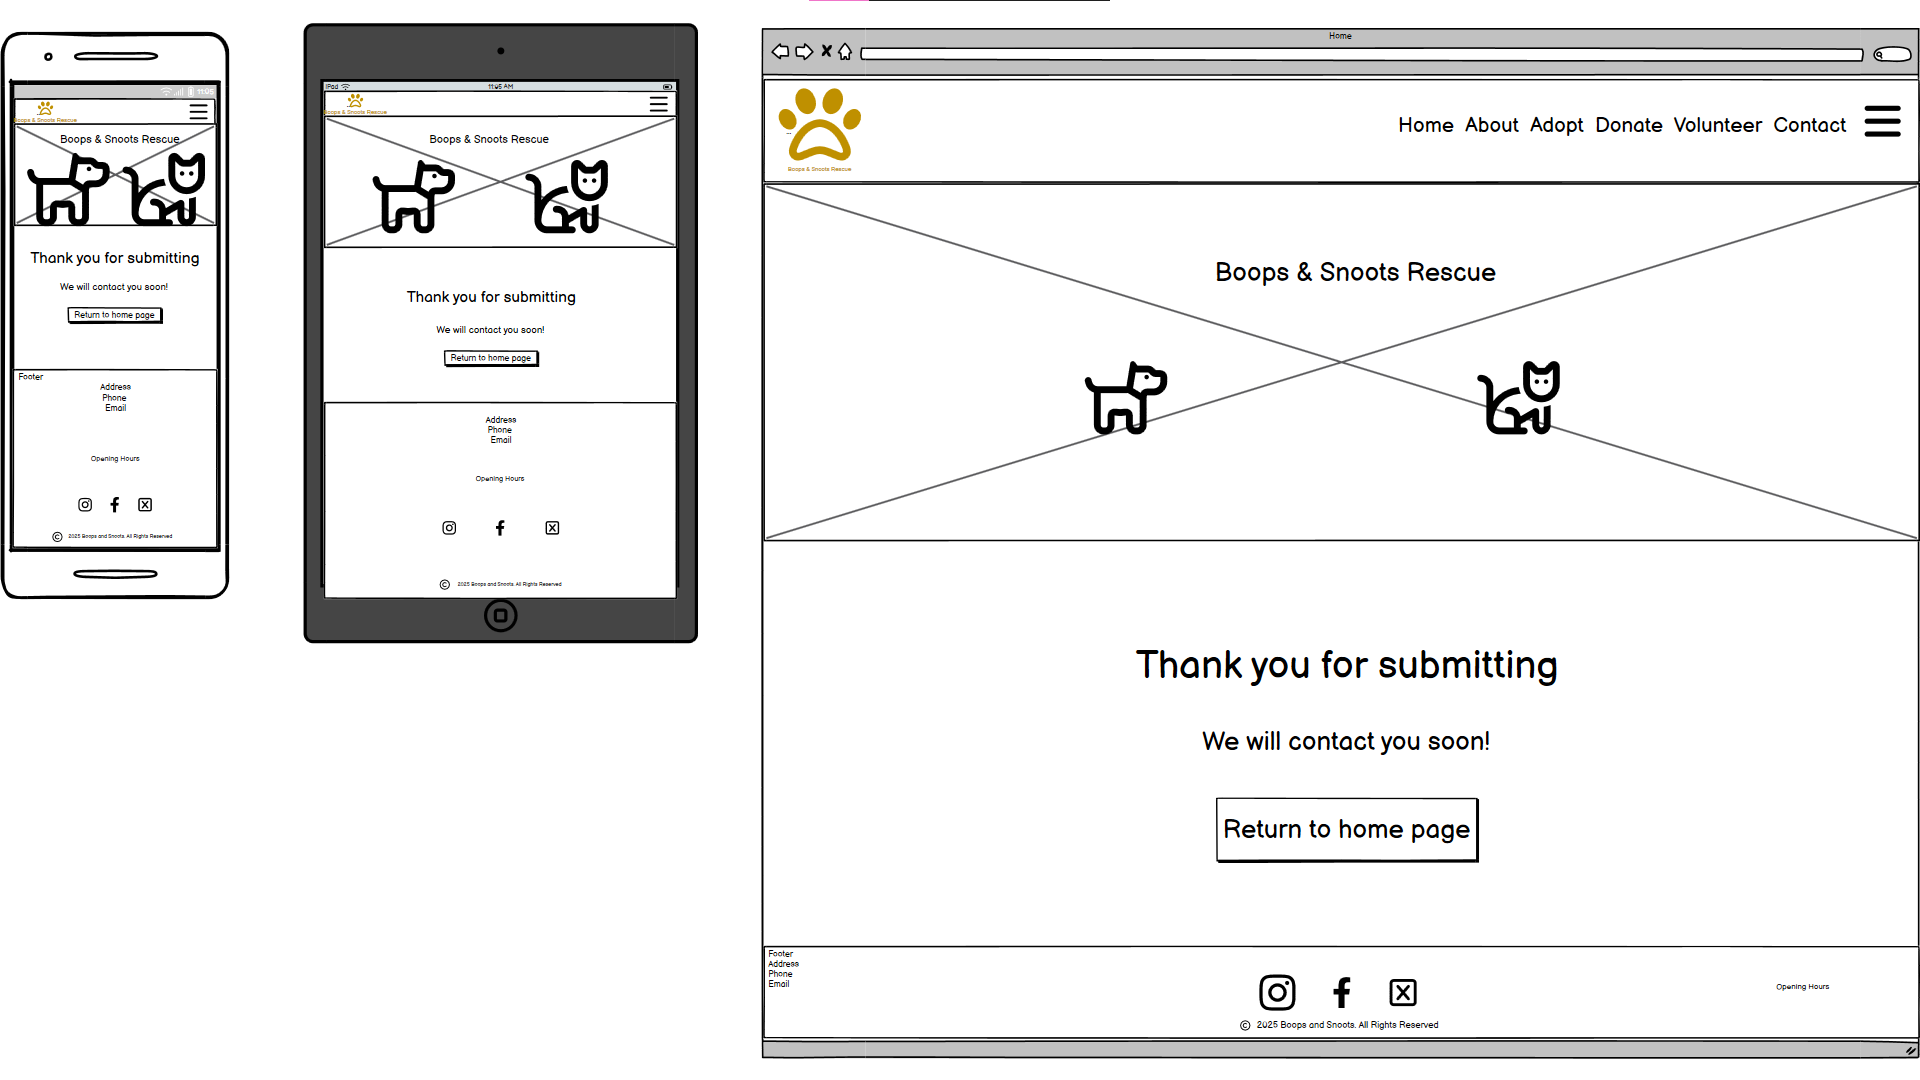 11:05
Boops & Snoots Rescue
Boops & Snoots Rescue
Thank you for submitting
We will contact you soon!
Return to home page
Footer
Address
Phone
Email
Opening Hours
© 2025 Boops and Snoots. All Rights Reserved
iPad
11:05 AM
Boops & Snoots Rescue
Boops & Snoots Rescue
Thank you for submitting
We will contact you soon!
Return to home page
Address
Phone
Email
Opening Hours
© 2025 Boops and Snoots. All Rights Reserved
Home
Boops & Snoots Rescue
Home About Adopt Donate Volunteer Contact
Boops & Snoots Rescue
Thank you for submitting
We will contact you soon!
Return to home page
Footer
Address
Phone
Email
Opening Hours
© 2025 Boops and Snoots. All Rights Reserved